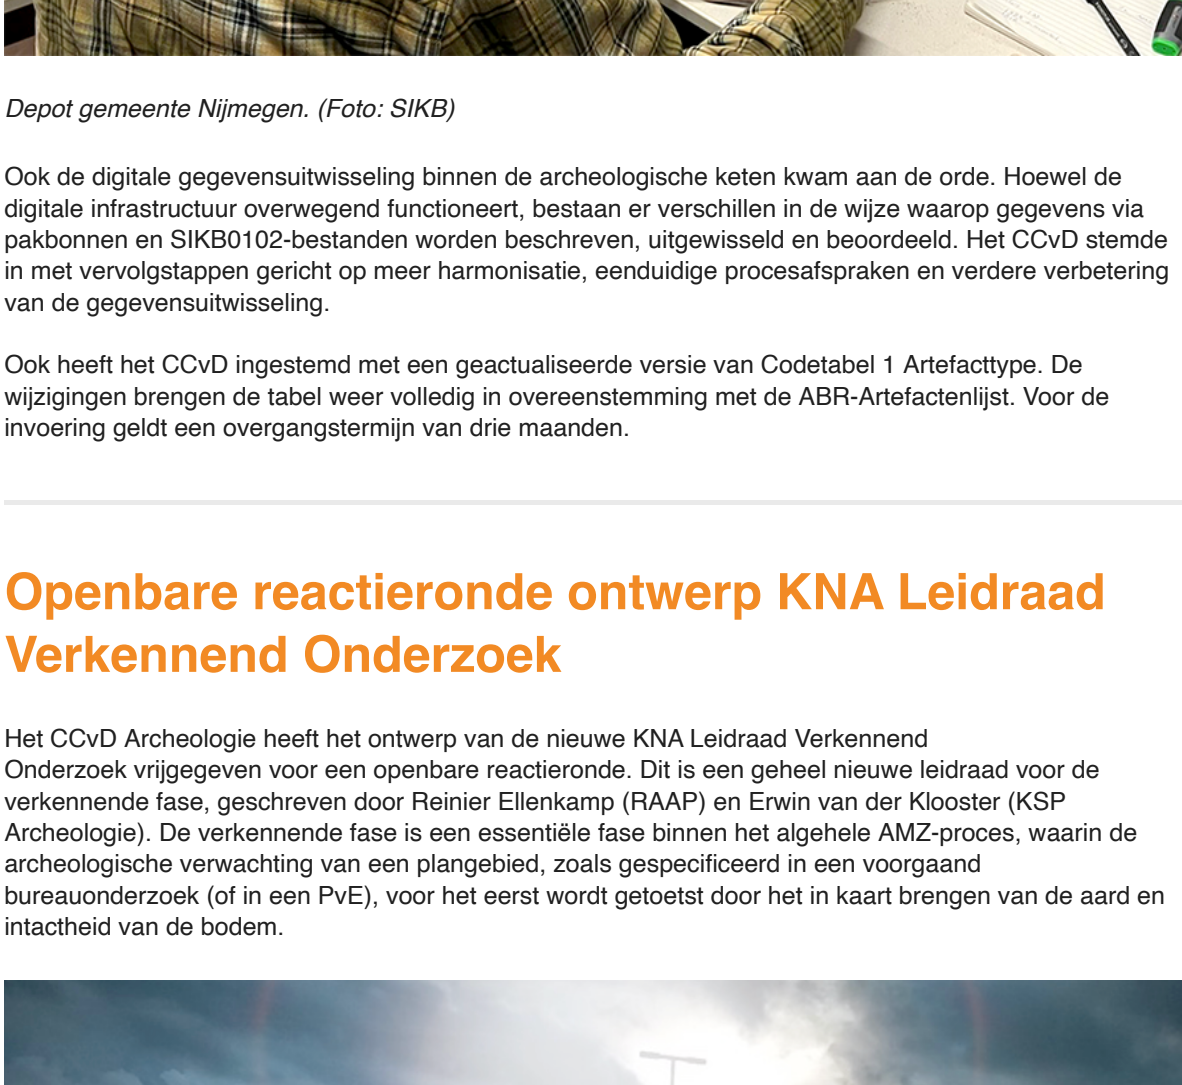 Depot gemeente Nijmegen. (Foto: SIKB)
Ook de digitale gegevensuitwisseling binnen de archeologische keten kwam aan de orde. Hoewel de
digitale infrastructuur overwegend functioneert, bestaan er verschillen in de wijze waarop gegevens via
pakbonnen en SIKB0102-bestanden worden beschreven, uitgewisseld en beoordeeld. Het CCvD stemde
in met vervolgstappen gericht op meer harmonisatie, eenduidige procesafspraken en verdere verbetering
van de gegevensuitwisseling.
Ook heeft het CCvD ingestemd met een geactualiseerde versie van Codetabel 1 Artefacttype. De
wijzigingen brengen de tabel weer volledig in overeenstemming met de ABR-Artefactenlijst. Voor de
invoering geldt een overgangstermijn van drie maanden.
Openbare reactieronde ontwerp KNA Leidraad
Verkennend Onderzoek
Het CCvD Archeologie heeft het ontwerp van de nieuwe KNA Leidraad Verkennend
Onderzoek vrijgegeven voor een openbare reactieronde. Dit is een geheel nieuwe leidraad voor de
verkennende fase, geschreven door Reinier Ellenkamp (RAAP) en Erwin van der Klooster (KSP
Archeologie). De verkennende fase is een essentiële fase binnen het algehele AMZ-proces, waarin de
archeologische verwachting van een plangebied, zoals gespecificeerd in een voorgaand
bureauonderzoek (of in een PvE), voor het eerst wordt getoetst door het in kaart brengen van de aard en
intactheid van de bodem.